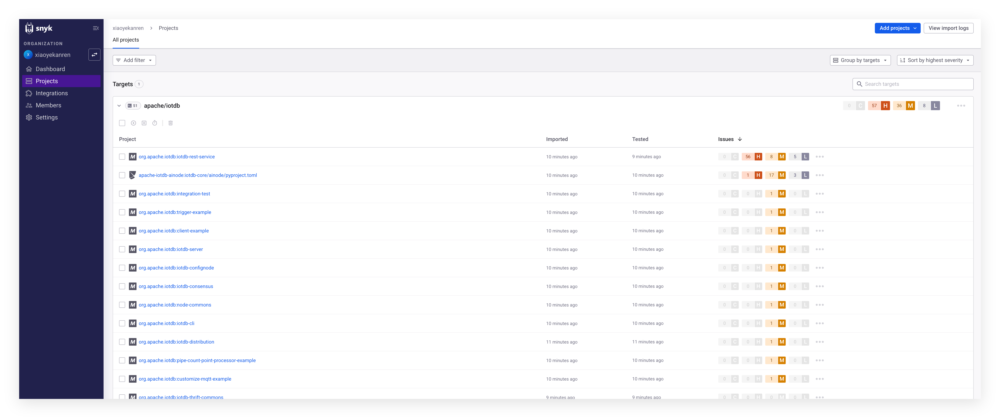 snyk
ORGANIZATION
X xiaoyekanren
Dashboard
Projects
Integrations
Members
Settings
xiaoyekanren > Projects
Add projects
View import logs
All projects
Add filter
Group by targets
Sort by highest severity
Targets 1
Search targets
51 apache/iotdb 0 C 57 H 36 M 8 L
Project Imported Tested Issues
M org.apache.iotdb:iotdb-rest-service 10 minutes ago 9 minutes ago 0 C 56 H 8 M 5 L
apache-iotdb-ainode:iotdb-core/ainode/pyproject.toml 10 minutes ago 10 minutes ago 0 C 1 H 17 M 3 L
M org.apache.iotdb:integration-test 10 minutes ago 10 minutes ago 0 C 0 H 1 M 0 L
M org.apache.iotdb:trigger-example 10 minutes ago 10 minutes ago 0 C 0 H 1 M 0 L
M org.apache.iotdb:client-example 10 minutes ago 10 minutes ago 0 C 0 H 1 M 0 L
M org.apache.iotdb:iotdb-server 10 minutes ago 10 minutes ago 0 C 0 H 1 M 0 L
M org.apache.iotdb:iotdb-confignode 10 minutes ago 10 minutes ago 0 C 0 H 1 M 0 L
M org.apache.iotdb:iotdb-consensus 10 minutes ago 10 minutes ago 0 C 0 H 1 M 0 L
M org.apache.iotdb:node-commons 10 minutes ago 10 minutes ago 0 C 0 H 1 M 0 L
M org.apache.iotdb:iotdb-cli 10 minutes ago 10 minutes ago 0 C 0 H 1 M 0 L
M org.apache.iotdb:iotdb-distribution 11 minutes ago 11 minutes ago 0 C 0 H 1 M 0 L
M org.apache.iotdb:pipe-count-point-processor-example 10 minutes ago 10 minutes ago 0 C 0 H 1 M 0 L
M org.apache.iotdb:customize-mqtt-example 10 minutes ago 10 minutes ago 0 C 0 H 1 M 0 L
M org.apache.iotdb:iotdb-thrift-commons 9 minutes ago 9 minutes ago 0 C 0 H 0 M 0 L